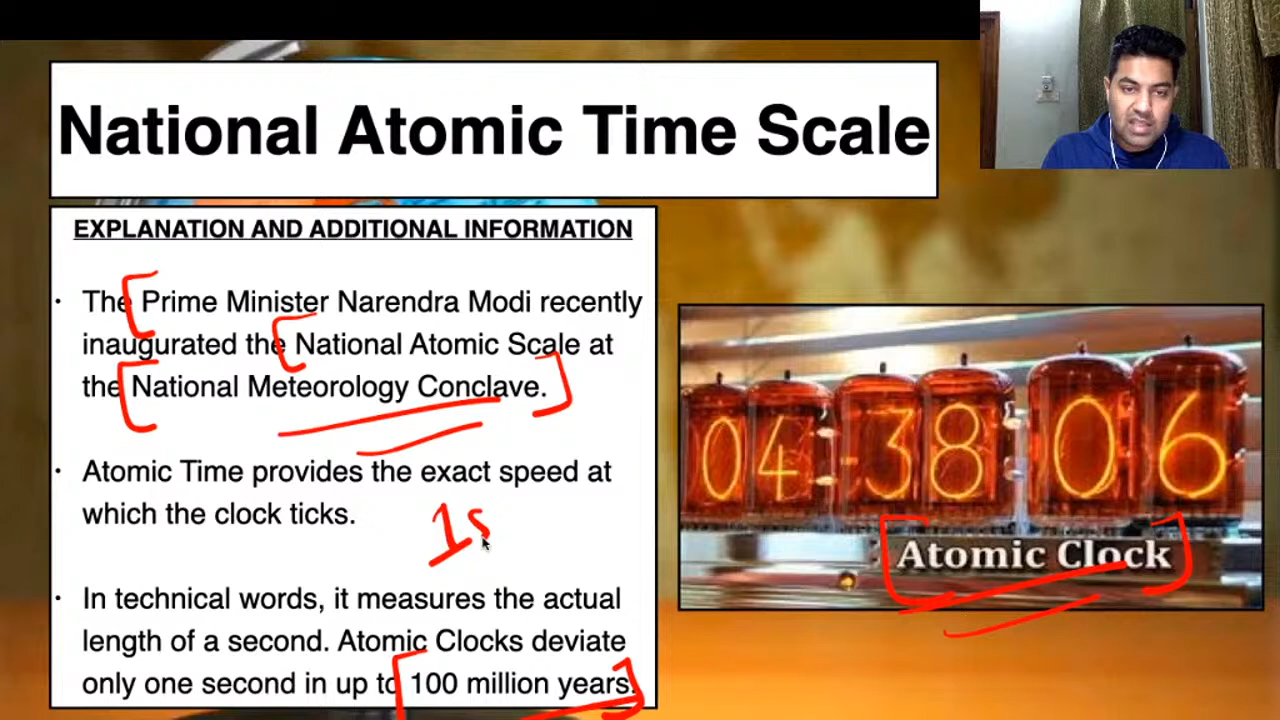 National Atomic Time Scale
EXPLANATION AND ADDITIONAL INFORMATION
• The Prime Minister Narendra Modi recently
inaugurated the National Atomic Scale at
the National Meteorology Conclave.
• Atomic Time provides the exact speed at
which the clock ticks.
1s
• In technical words, it measures the actual
length of a second. Atomic Clocks deviate
only one second in up to 100 million years.
04 38 06
Atomic Clock